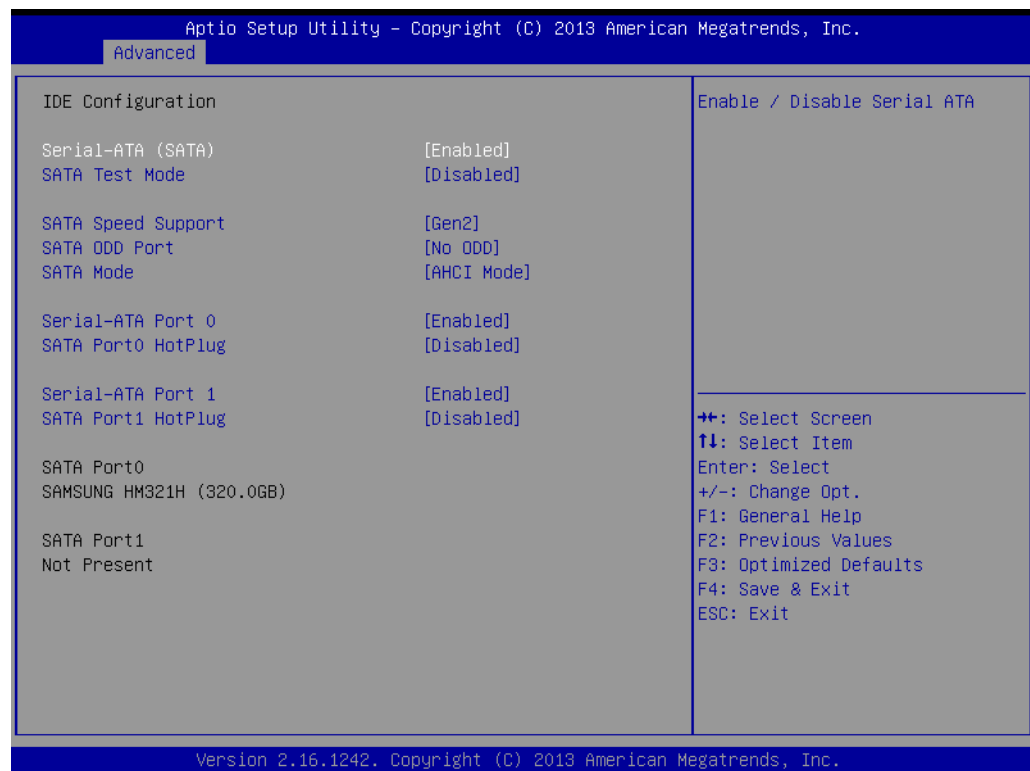 Aptio Setup Utility – Copyright (C) 2013 American Megatrends, Inc.
Advanced
IDE Configuration
Serial-ATA (SATA) [Enabled]
SATA Test Mode [Disabled]
SATA Speed Support [Gen2]
SATA ODD Port [No ODD]
SATA Mode [AHCI Mode]
Serial-ATA Port 0 [Enabled]
SATA Port0 HotPlug [Disabled]
Serial-ATA Port 1 [Enabled]
SATA Port1 HotPlug [Disabled]
SATA Port0
SAMSUNG HM321H (320.0GB)
SATA Port1
Not Present
Enable / Disable Serial ATA
→←: Select Screen
↑↓: Select Item
Enter: Select
+/-: Change Opt.
F1: General Help
F2: Previous Values
F3: Optimized Defaults
F4: Save & Exit
ESC: Exit
Version 2.16.1242. Copyright (C) 2013 American Megatrends, Inc.